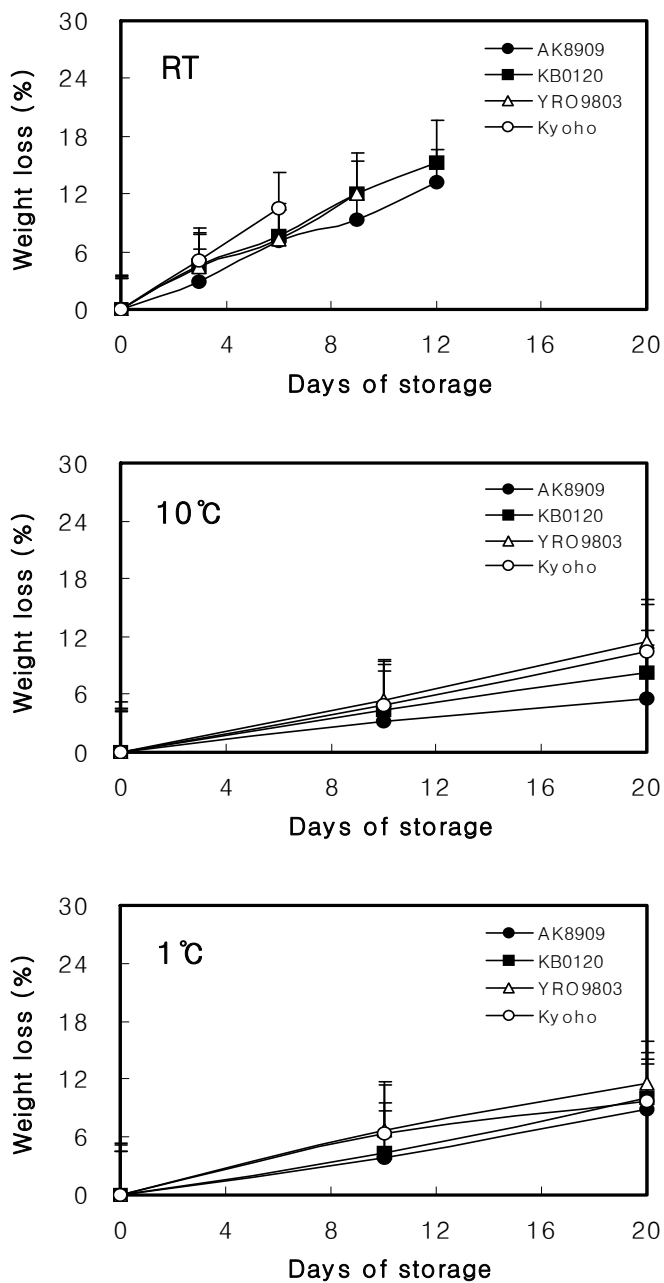 30
24
18
12
6
0
Weight loss (%)
RT
AK8909
KB0120
YRO9803
Kyoho
0 4 8 12 16 20
Days of storage
30
24
18
12
6
0
Weight loss (%)
10℃
AK8909
KB0120
YRO9803
Kyoho
0 4 8 12 16 20
Days of storage
30
24
18
12
6
0
Weight loss (%)
1℃
AK8909
KB0120
YRO9803
Kyoho
0 4 8 12 16 20
Days of storage